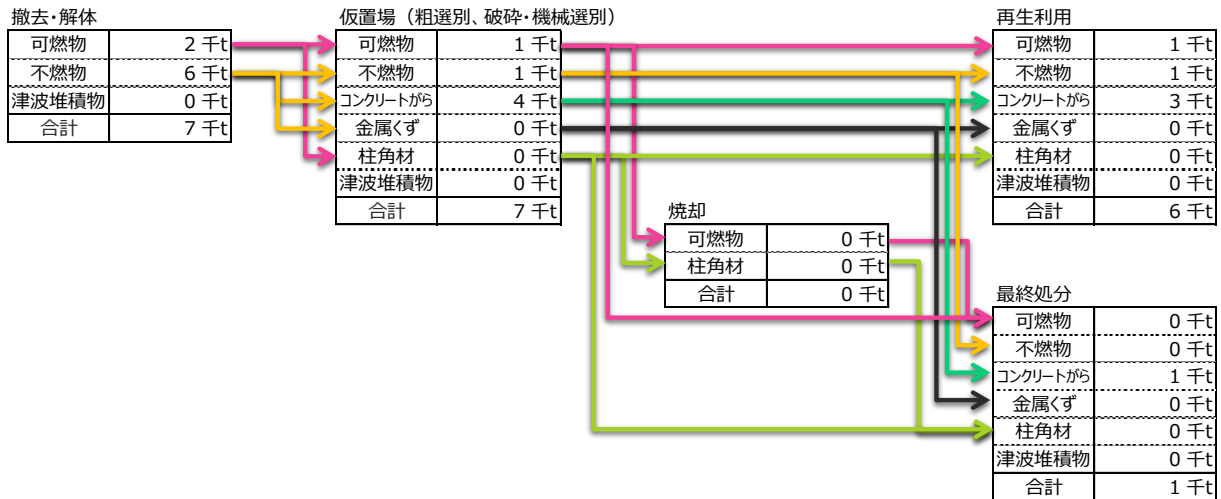 撤去・解体
可燃物 2 千t
不燃物 6 千t
津波堆積物 0 千t
合計 7 千t
仮置場（粗選別、破砕・機械選別）
可燃物 1 千t
不燃物 1 千t
コンクリートがら 4 千t
金属くず 0 千t
柱角材 0 千t
津波堆積物 0 千t
合計 7 千t
焼却
可燃物 0 千t
柱角材 0 千t
合計 0 千t
再生利用
可燃物 1 千t
不燃物 1 千t
コンクリートがら 3 千t
金属くず 0 千t
柱角材 0 千t
津波堆積物 0 千t
合計 6 千t
最終処分
可燃物 0 千t
不燃物 0 千t
コンクリートがら 1 千t
金属くず 0 千t
柱角材 0 千t
津波堆積物 0 千t
合計 1 千t